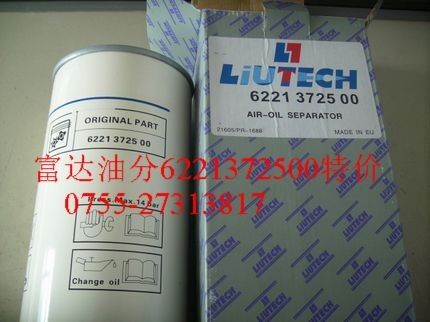 ORIGINAL PART
6221 3725 00
Press.Max.14 bar
Change oil
LIUTECH
6221 3725 00
AIR-OIL SEPARATOR
21605/PR-1688
MADE IN EU
富达油分6221372500特价
0755-27313817
LIUTECH